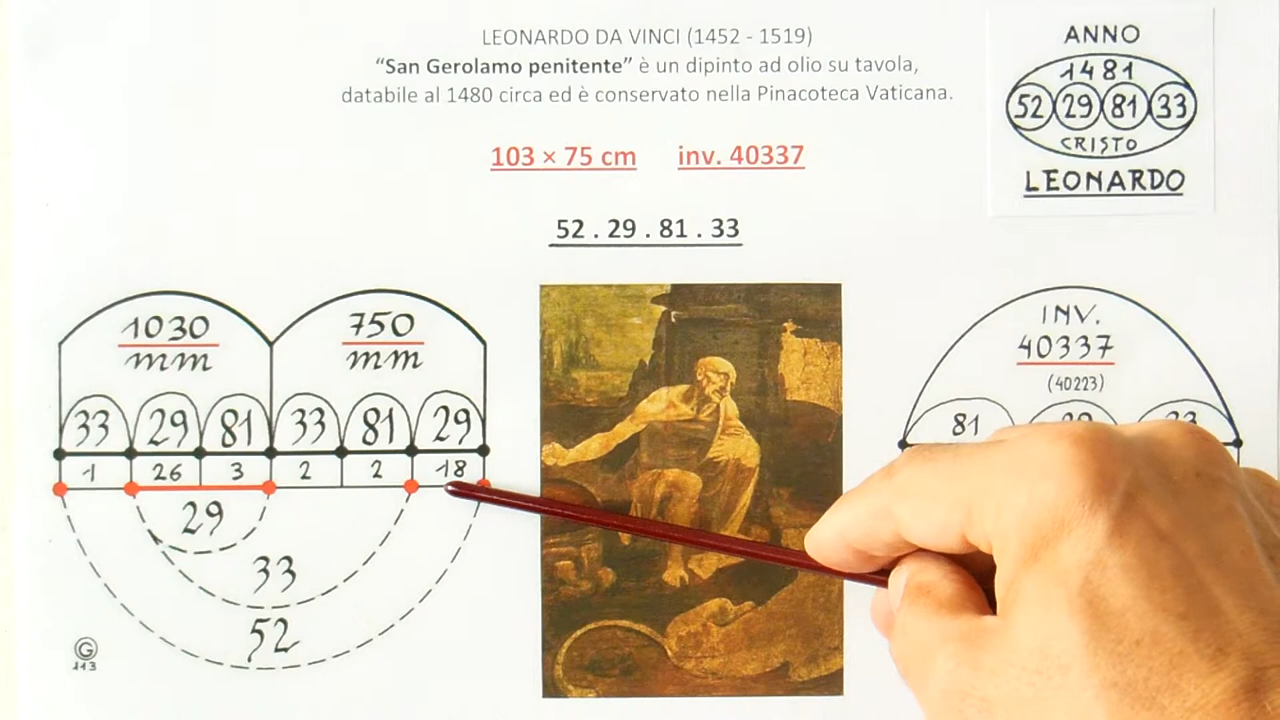 LEONARDO DA VINCI (1452 - 1519)
“San Gerolamo penitente” è un dipinto ad olio su tavola,
databile al 1480 circa ed è conservato nella Pinacoteca Vaticana.
103 × 75 cm inv. 40337
52 . 29 . 81 . 33
ANNO
1481
52 29 81 33
CRISTO
LEONARDO
1030 750
mm mm
33 29 81 33 81 29
1 26 3 2 2 18
29
33
52
G
113
INV.
40337
(40223)
81